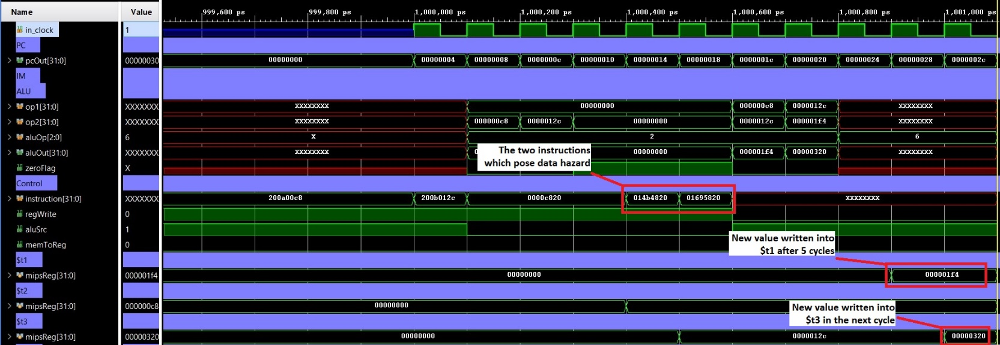 Name Value 999,600 ps 999,800 ps 1,000,000 ps 1,000,200 ps 1,000,400 ps 1,000,600 ps 1,000,800 ps 1,001,000 ps
in_clock 1
PC
pcOut[31:0] 00000030 00000000 00000004 00000008 0000000c 00000010 00000014 00000018 0000001c 00000020 00000024 00000028 0000002c
IM
ALU
op1[31:0] XXXXXXX XXXXXXXX 00000000 000000c8 0000012c XXXXXXXX
op2[31:0] XXXXXXX XXXXXXXX 000000c8 0000012c 00000000 0000012c 000001f4 XXXXXXXX
aluOp[2:0] 6 X 2 6
aluOut[31:0] XXXXXXX XXXXXXXX 00000000 000001f4 00000320 XXXXXXXX
The two instructions
which pose data hazard
zeroFlag X
Control
instruction[31:0] XXXXXXX 200a00c8 200b012c 0000c820 014b4820 01695820 XXXXXXXX
regWrite 0
aluSrc 1
New value written into
$t1 after 5 cycles
memToReg 0
$t1
mipsReg[31:0] 000001f4 00000000 000001f4
$t2
mipsReg[31:0] 000000c8 00000000
New value written into
$t3 in the next cycle
$t3
mipsReg[31:0] 00000320 00000000 0000012c 00000320